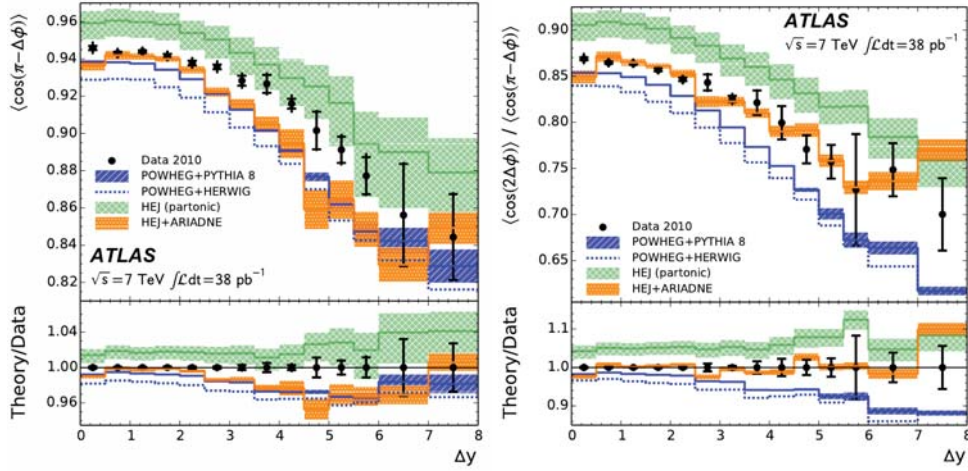 ⟨cos(π−Δϕ)⟩
0.96
0.94
0.92
0.90
0.88
0.86
0.84
0.82
Data 2010
POWHEG+PYTHIA 8
POWHEG+HERWIG
HEJ (partonic)
HEJ+ARIADNE
ATLAS
√s=7 TeV ∫ℒdt=38 pb⁻¹
Theory/Data
1.04
1.00
0.96
0 1 2 3 4 5 6 7 8
Δy
⟨cos(2Δϕ)⟩ / ⟨cos(π−Δϕ)⟩
0.90
0.85
0.80
0.75
0.70
0.65
ATLAS
√s=7 TeV ∫ℒdt=38 pb⁻¹
Data 2010
POWHEG+PYTHIA 8
POWHEG+HERWIG
HEJ (partonic)
HEJ+ARIADNE
Theory/Data
1.1
1.0
0.9
0 1 2 3 4 5 6 7 8
Δy